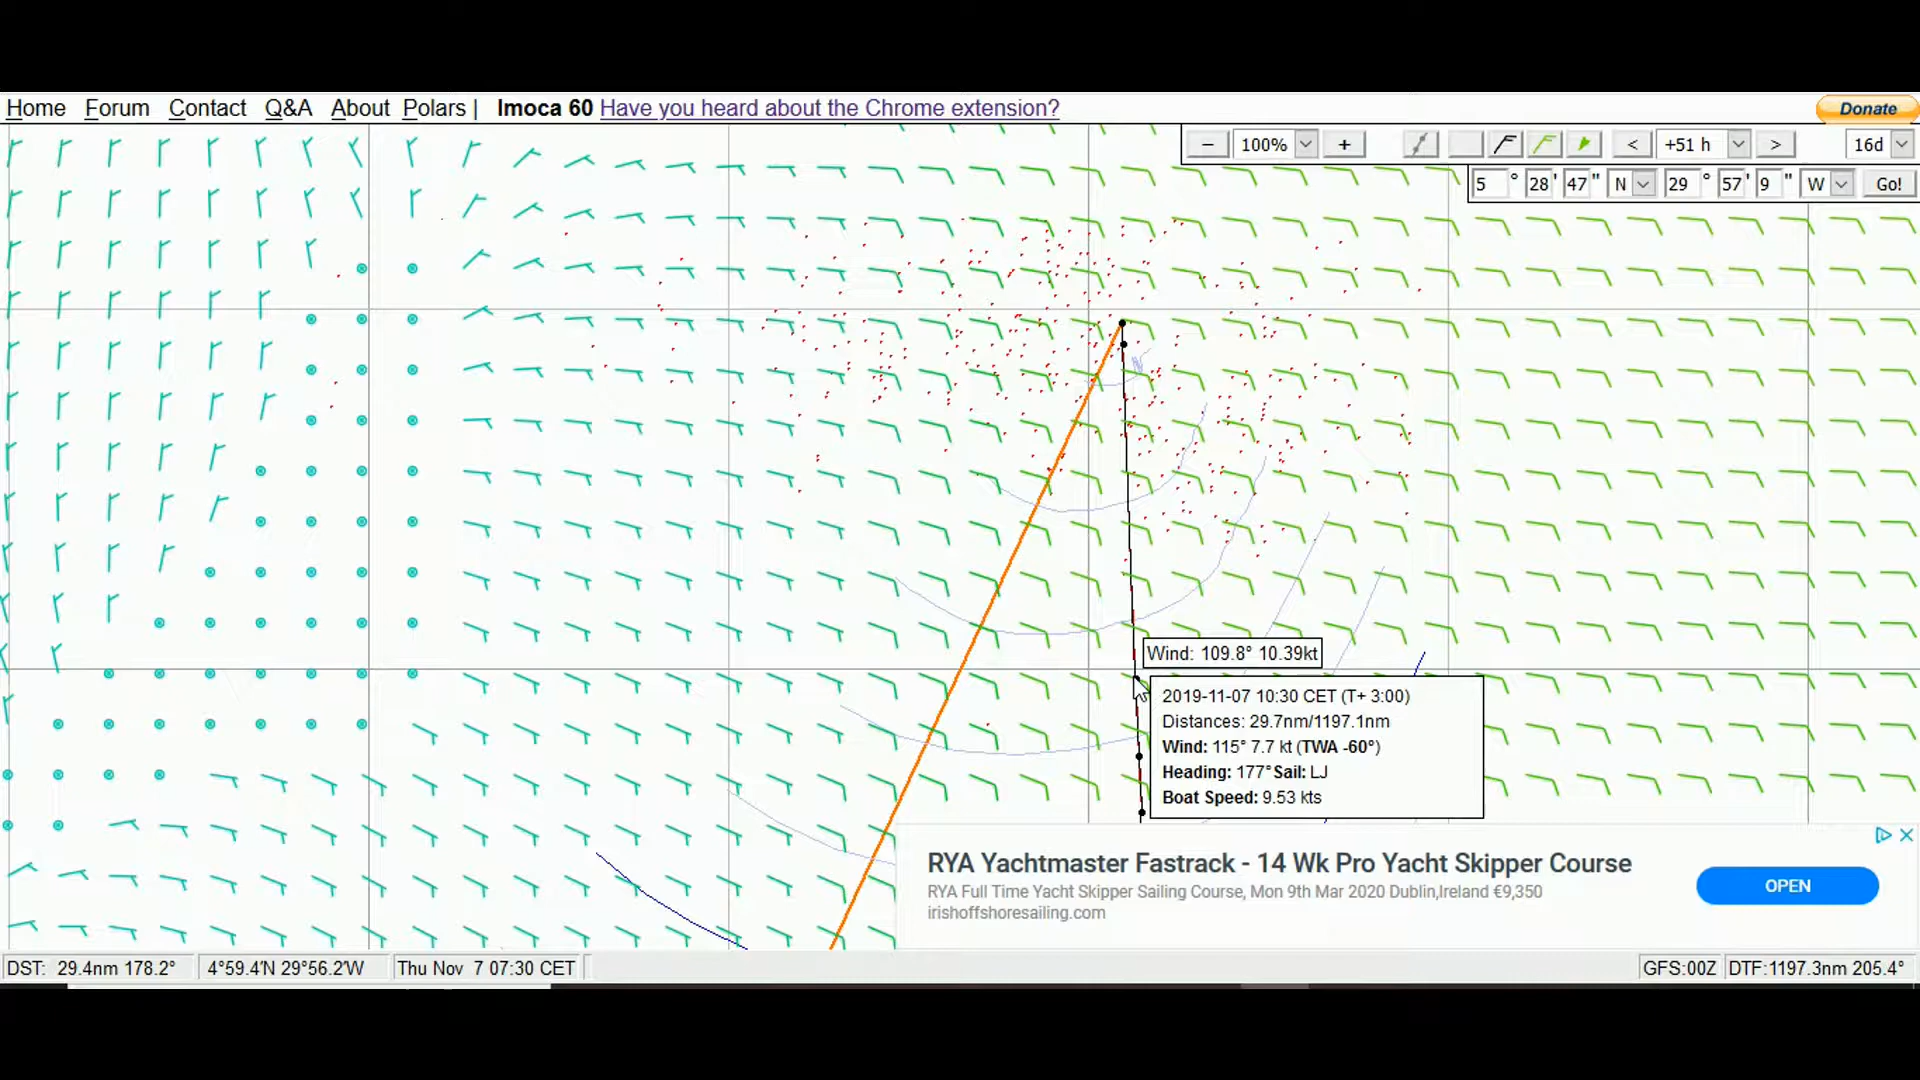 Home Forum Contact Q&A About Polars | Imoca 60 Have you heard about the Chrome extension? Donate
− 100% + < +51 h > 16d
5 ° 28 ' 47 " N 29 ° 57 ' 9 " W Go!
Wind: 109.8° 10.39kt
2019-11-07 10:30 CET (T+ 3:00)
Distances: 29.7nm/1197.1nm
Wind: 115° 7.7 kt (TWA -60°)
Heading: 177° Sail: LJ
Boat Speed: 9.53 kts
RYA Yachtmaster Fastrack - 14 Wk Pro Yacht Skipper Course
RYA Full Time Yacht Skipper Sailing Course, Mon 9th Mar 2020 Dublin,Ireland €9,350
irishoffshoresailing.com
OPEN
DST: 29.4nm 178.2° 4°59.4'N 29°56.2'W Thu Nov 7 07:30 CET GFS:00Z DTF:1197.3nm 205.4°